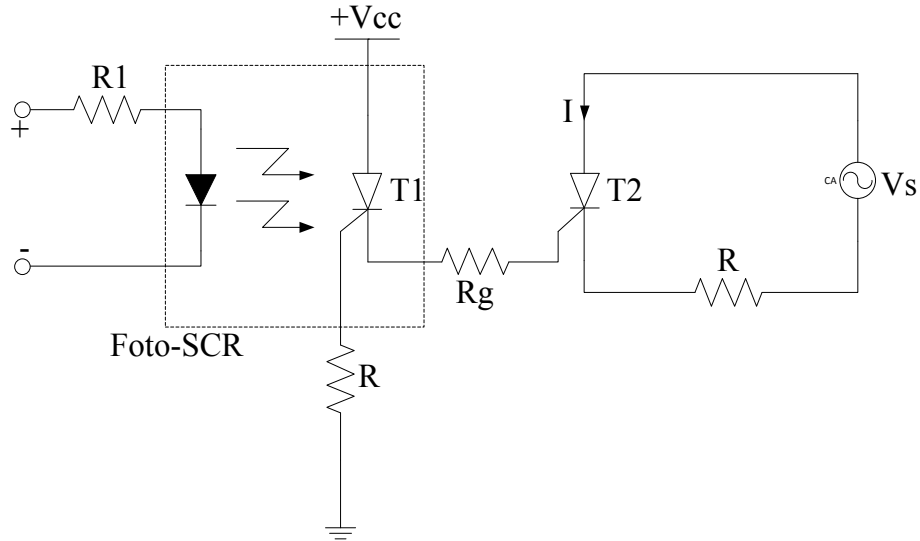 +Vcc
R1
+
I
T1
T2
CA
Vs
-
Rg
R
Foto-SCR
R